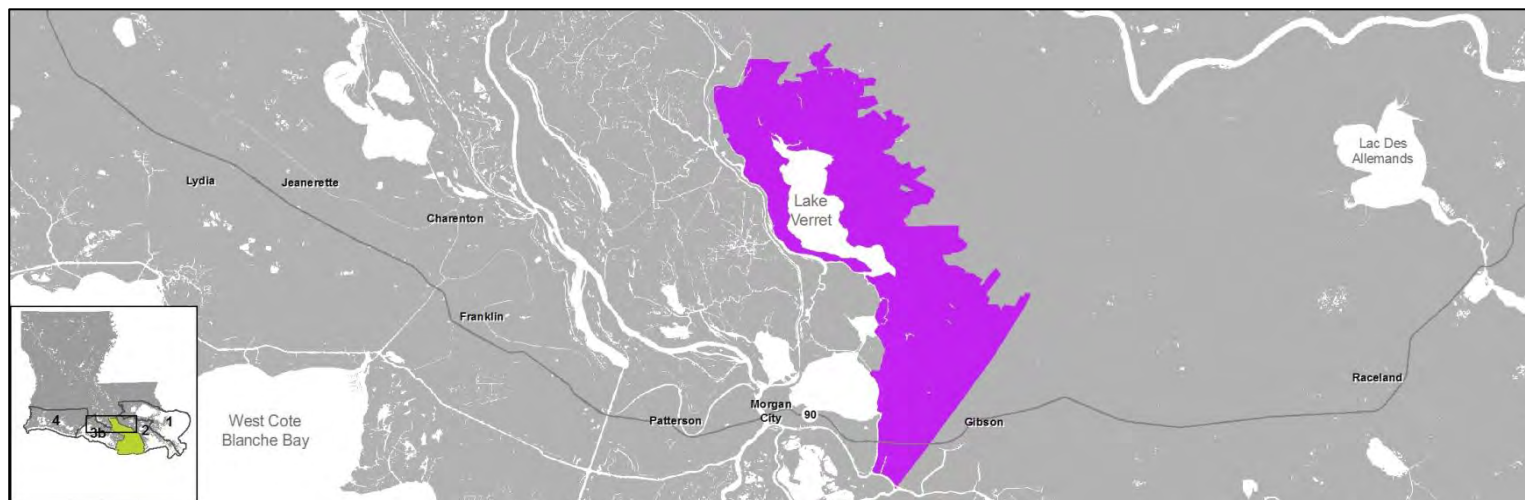 Lac Des
Allemands
Lydia
Jeanerette
Lake
Verret
Charenton
Franklin
Raceland
West Cote
Blanche Bay
Patterson
Morgan
City
90
Gibson
4
3b
2
1